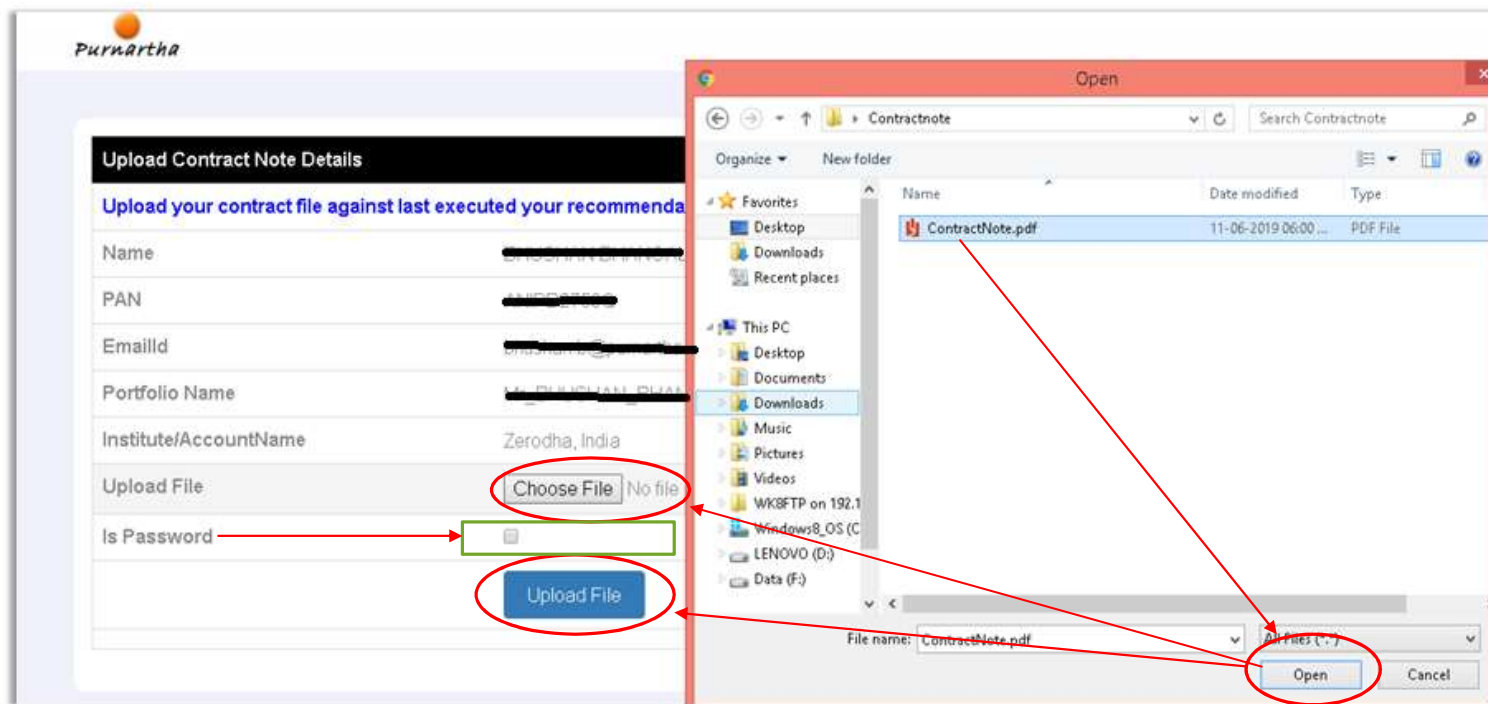 Purnartha
Upload Contract Note Details
Upload your contract file against last executed your recommenda
Name
PAN
EmailId
Portfolio Name
Institute/AccountName Zerodha, India
Upload File Choose File No file
Is Password
Upload File
Open
Contractnote Search Contractnote
Organize New folder
Name Date modified Type
Favorites
Desktop
Downloads
Recent places
This PC
Desktop
Documents
Downloads
Music
Pictures
Videos
WK8FTP on 192.1
Windows8_OS (C
LENOVO (D:)
Data (F:)
ContractNote.pdf 11-06-2019 06:00 ... PDF File
File name: ContractNote.pdf All Files (*.*)
Open Cancel